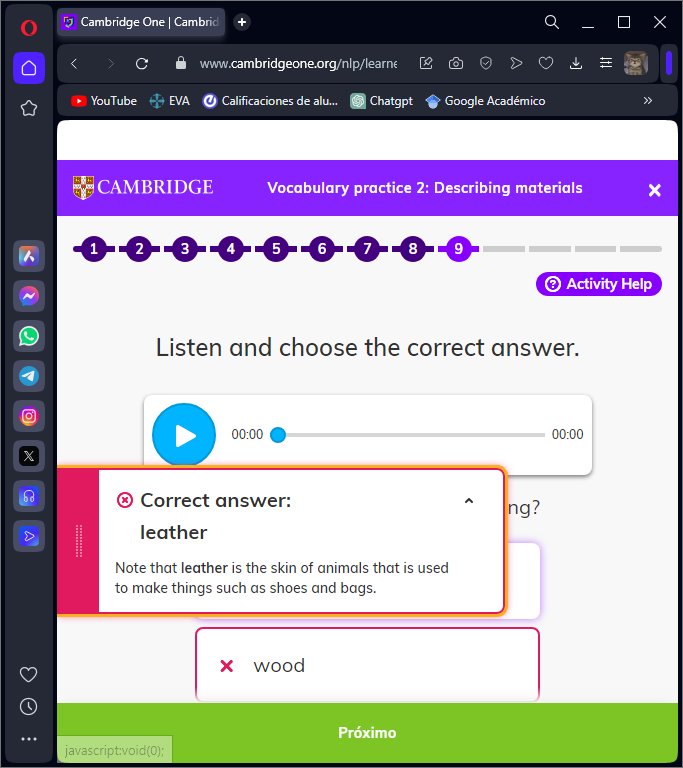 Cambridge One | Cambrid
www.cambridgeone.org/nlp/learne
YouTube
EVA
Calificaciones de alu...
Chatgpt
Google Académico
»
CAMBRIDGE
Vocabulary practice 2: Describing materials
1 2 3 4 5 6 7 8 9
Activity Help
Listen and choose the correct answer.
00:00
00:00
ng?
Correct answer:
leather
Note that leather is the skin of animals that is used
to make things such as shoes and bags.
wood
Próximo
javascript:void(0);